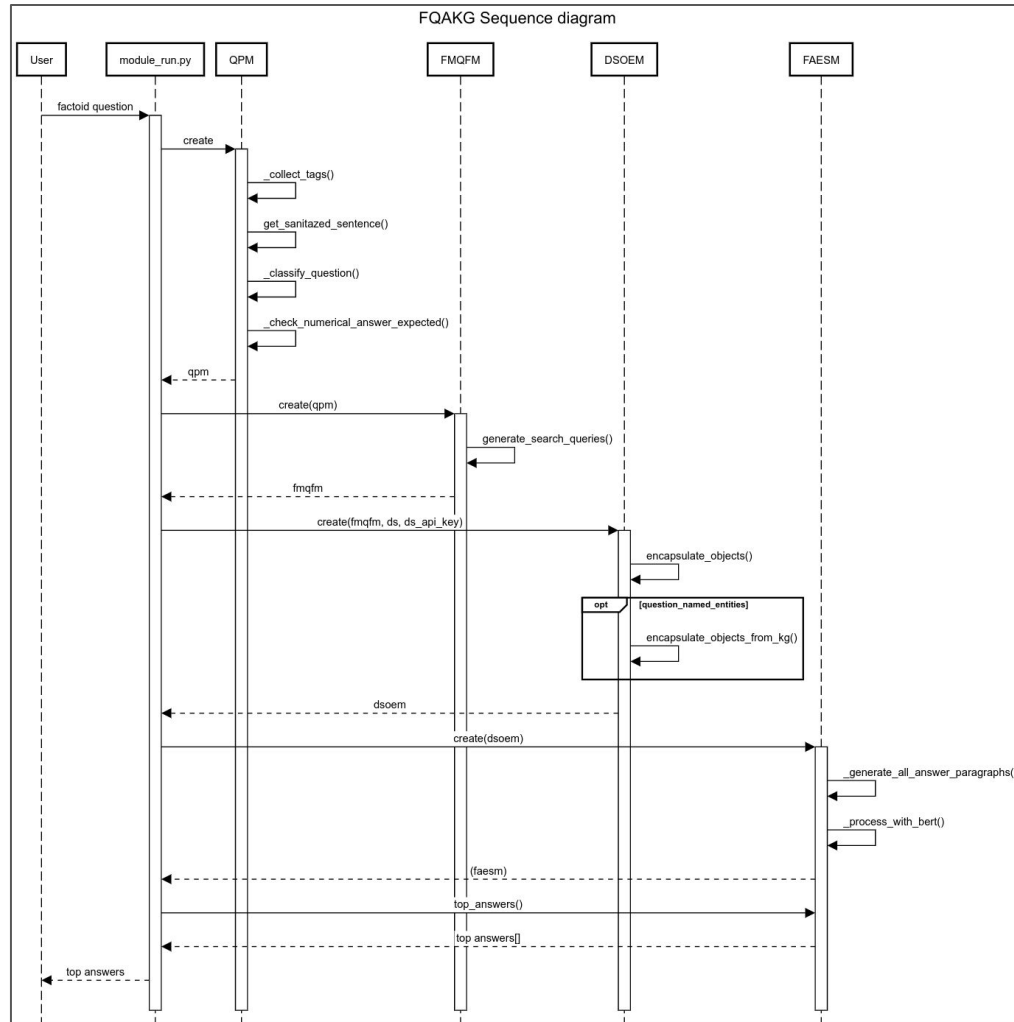 FQAKG Sequence diagram
User
module_run.py
QPM
FMQFM
DSOEM
FAESM
factoid question
create
_collect_tags()
get_sanitazed_sentence()
_classify_question()
_check_numerical_answer_expected()
qpm
create(qpm)
generate_search_queries()
fmqfm
create(fmqfm, ds, ds_api_key)
encapsulate_objects()
opt
[question_named_entities]
encapsulate_objects_from_kg()
dsoem
create(dsoem)
_generate_all_answer_paragraphs(
_process_with_bert()
(faesm)
top_answers()
top answers[]
top answers